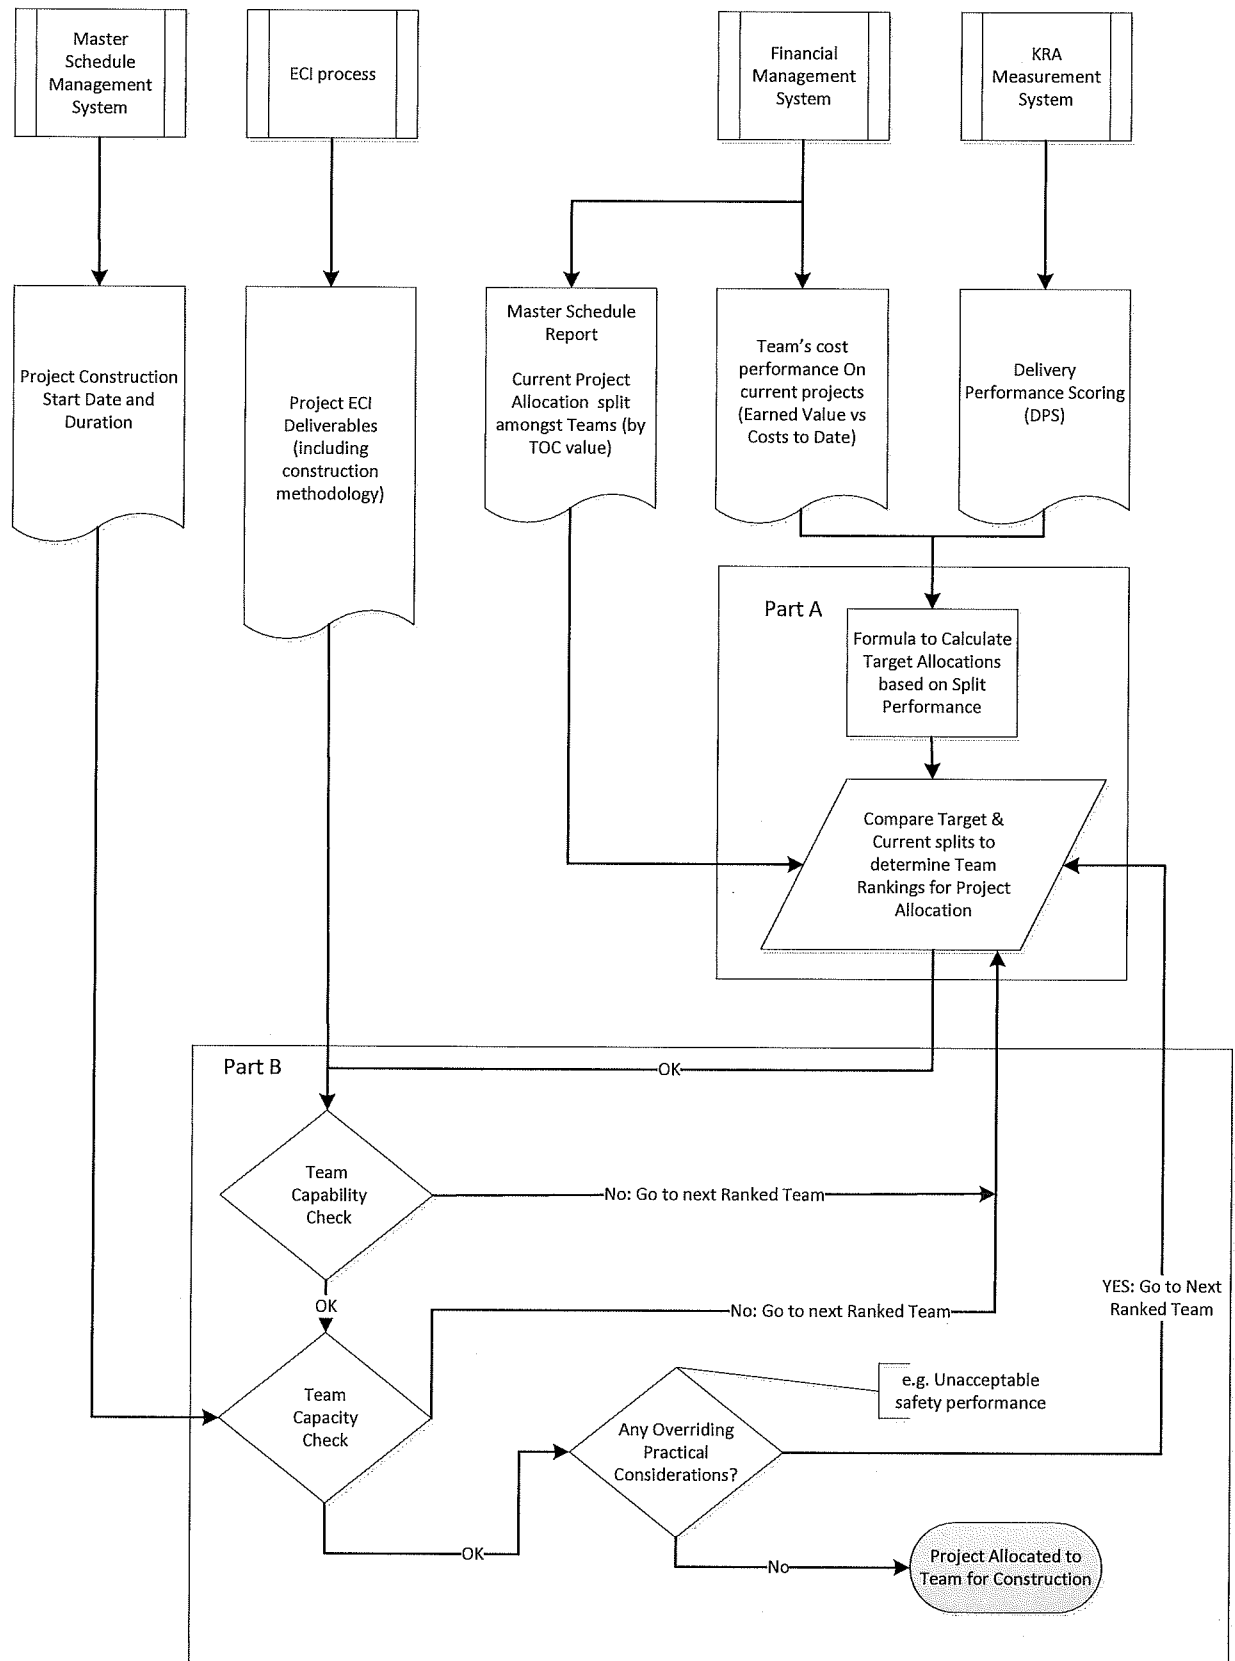 Master
Schedule
Management
System
ECI process
Financial
Management
System
KRA
Measurement
System
Project Construction
Start Date and
Duration
Project ECI
Deliverables
(including
construction
methodology)
Master Schedule
Report
Current Project
Allocation split
amongst Teams (by
TOC value)
Team's cost
performance On
current projects
(Earned Value vs
Costs to Date)
Delivery
Performance Scoring
(DPS)
Part A
Formula to Calculate
Target Allocations
based on Split
Performance
Compare Target &
Current splits to
determine Team
Rankings for Project
Allocation
Part B
OK
Team
Capability
Check
No: Go to next Ranked Team
OK
No: Go to next Ranked Team
YES: Go to Next
Ranked Team
Team
Capacity
Check
e.g. Unacceptable
safety performance
Any Overriding
Practical
Considerations?
OK
No
Project Allocated to
Team for Construction